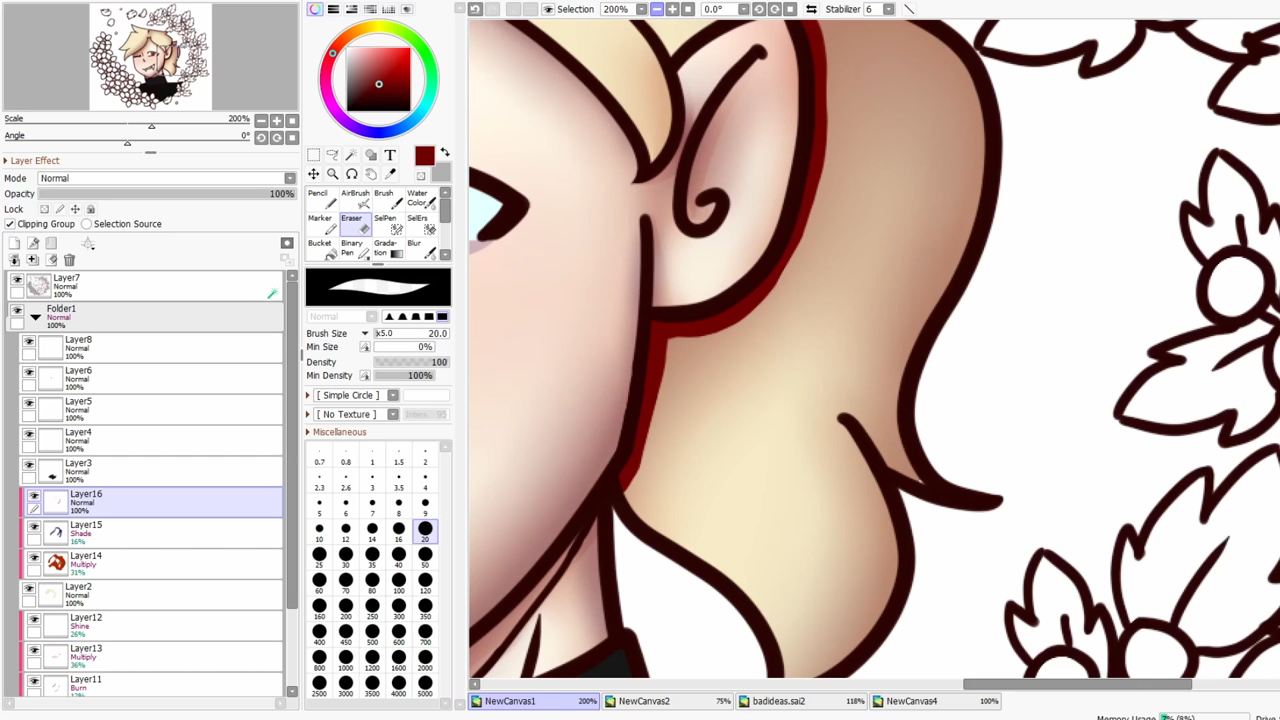 Selection 200% 0.0° Stabilizer 6
Scale 200%
Angle 0°
Layer Effect
Mode Normal
Opacity 100%
Lock
Clipping Group Selection Source
Layer7
Normal
100%
Folder1
Normal
100%
Layer8
Normal
100%
Layer6
Normal
100%
Layer5
Normal
100%
Layer4
Normal
100%
Layer3
Normal
100%
Layer16
Normal
100%
Layer15
Shade
16%
Layer14
Multiply
31%
Layer2
Normal
100%
Layer12
Shine
26%
Layer13
Multiply
36%
Layer11
Burn
T
Pencil AirBrush Brush Water Color
Marker Eraser SelPen SelErs
Bucket Binary Pen Grada-tion Blur
Normal
Brush Size x5.0 20.0
Min Size 0%
Density 100
Min Density 100%
[ Simple Circle ]
[ No Texture ]
Miscellaneous
0.7 0.8 1 1.5 2
2.3 2.6 3 3.5 4
5 6 7 8 9
10 12 14 16 20
25 30 35 40 50
60 70 80 100 120
160 200 250 300 350
400 450 500 600 700
800 1000 1200 1600 2000
2500 3000 3500 4000 5000
NewCanvas1 200% NewCanvas2 75% badideas.sai2 118% NewCanvas4 100%
Memory Usage 7% (8%)